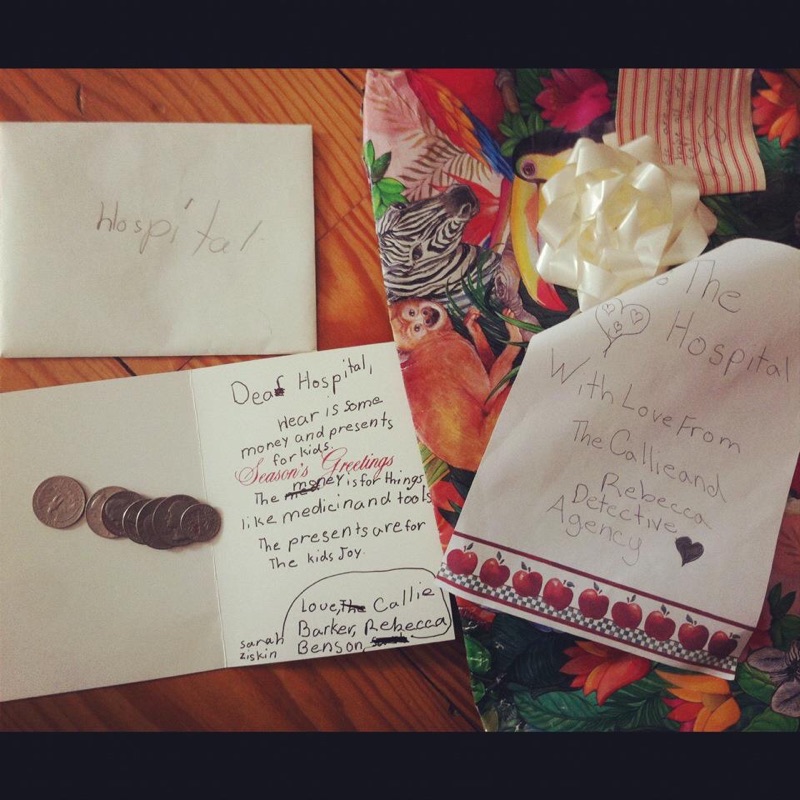 Hospital
Dear Hospital,
Hear is some
money and presents
for kids.
Season's Greetings
The money is for things
like medicin and tools
The presents are for
The kids Joy.
Love, The Callie
Barker, Rebecca
Benson, Sarah
sarah
ziskin
To The
Hospital
With Love From
The Callie and
Rebecca
Detective
Agency